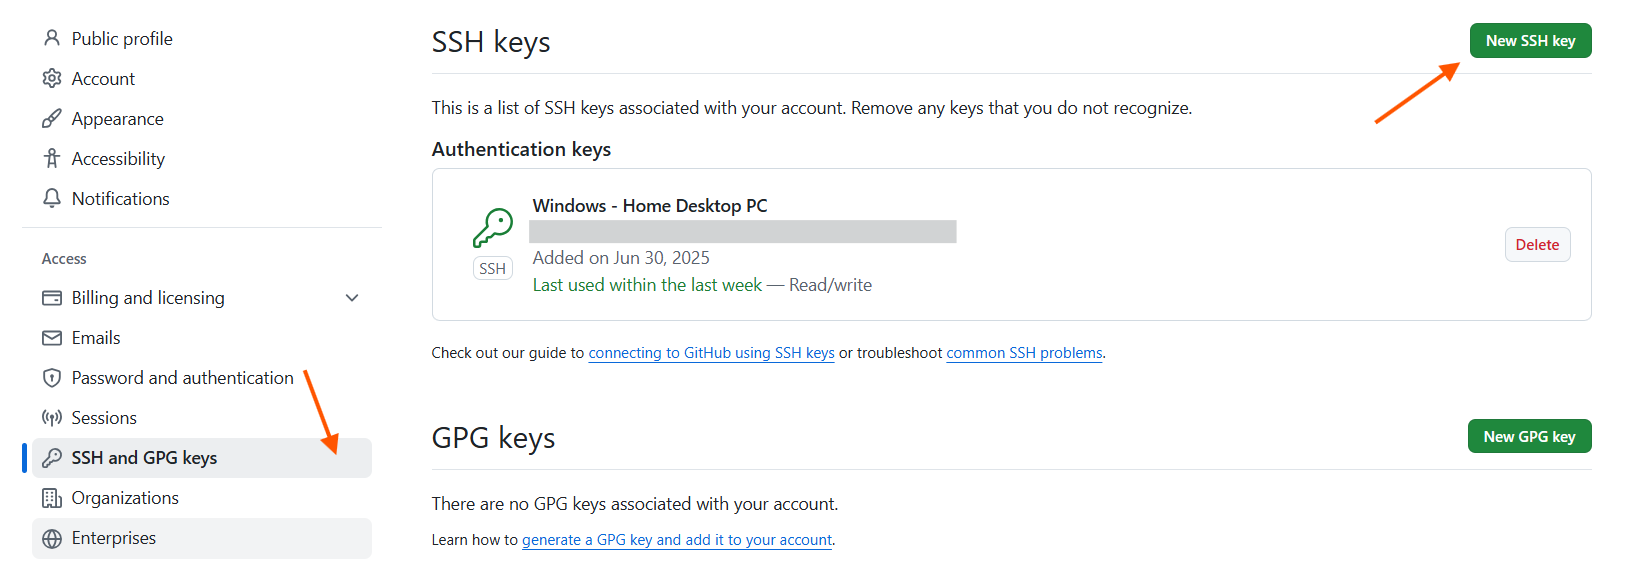 Public profile
Account
Appearance
Accessibility
Notifications
Access
Billing and licensing
Emails
Password and authentication
Sessions
SSH and GPG keys
Organizations
Enterprises
SSH keys
New SSH key
This is a list of SSH keys associated with your account. Remove any keys that you do not recognize.
Authentication keys
Windows - Home Desktop PC
SSH
Added on Jun 30, 2025
Last used within the last week — Read/write
Delete
Check out our guide to connecting to GitHub using SSH keys or troubleshoot common SSH problems.
GPG keys
New GPG key
There are no GPG keys associated with your account.
Learn how to generate a GPG key and add it to your account.